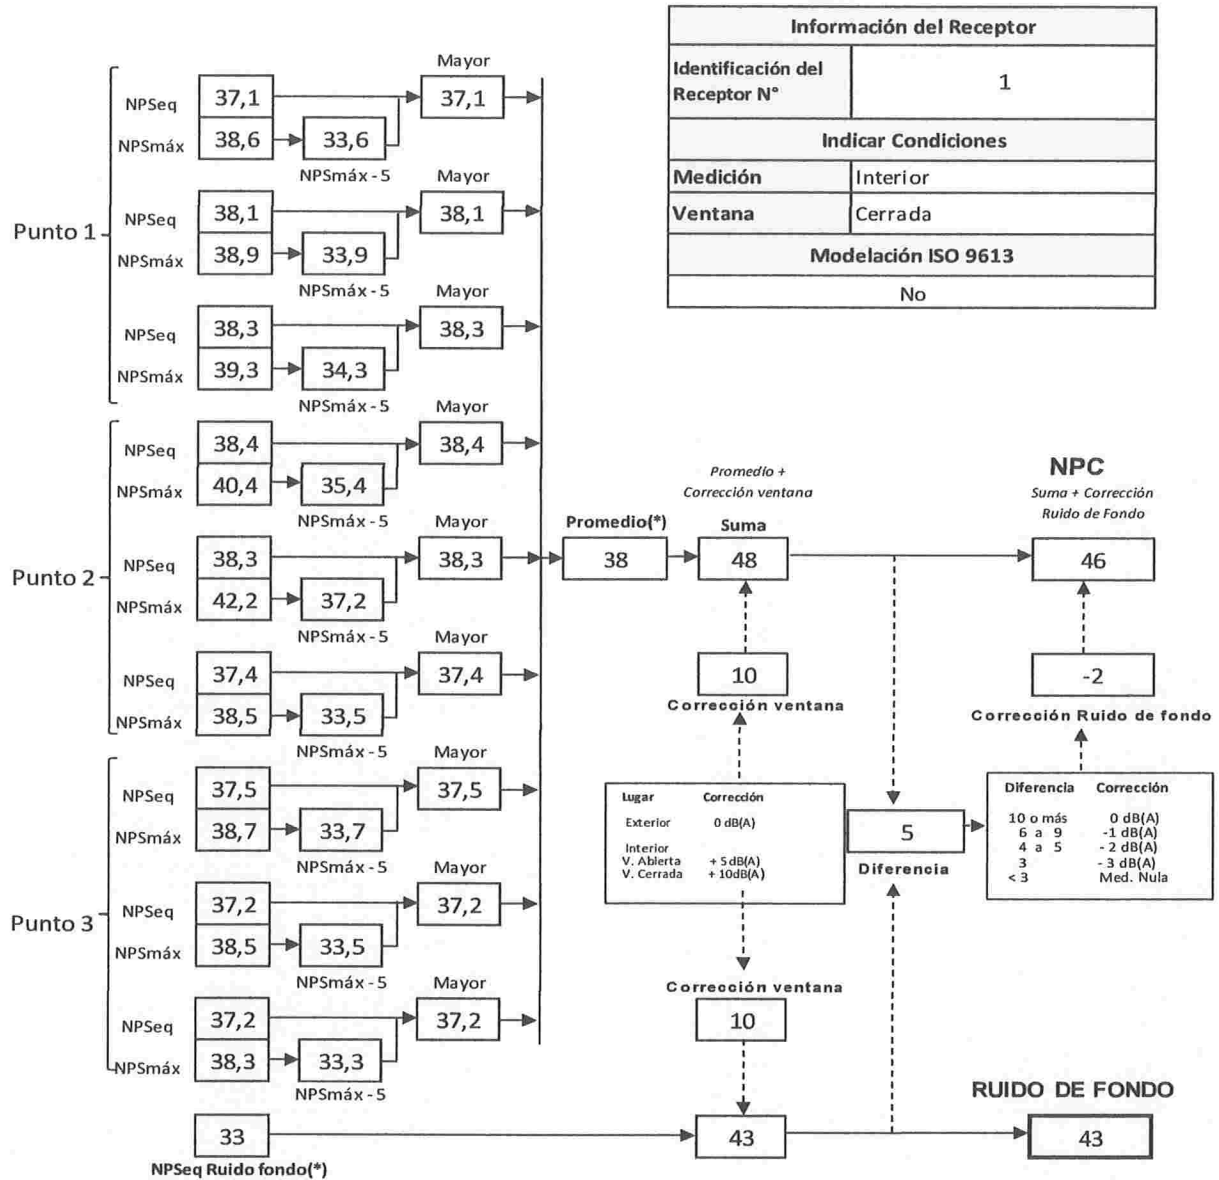 Información del Receptor
Identificación del
Receptor N°
1
Indicar Condiciones
Medición
Interior
Ventana
Cerrada
Modelación ISO 9613
No
Punto 1
Mayor
NPSeq
37,1
37,1
NPSmáx
38,6
33,6
NPSmáx - 5
Mayor
NPSeq
38,1
38,1
NPSmáx
38,9
33,9
NPSmáx - 5
Mayor
NPSeq
38,3
38,3
NPSmáx
39,3
34,3
NPSmáx - 5
Punto 2
Mayor
NPSeq
38,4
38,4
NPSmáx
40,4
35,4
NPSmáx - 5
Mayor
NPSeq
38,3
38,3
NPSmáx
42,2
37,2
NPSmáx - 5
Mayor
NPSeq
37,4
37,4
NPSmáx
38,5
33,5
NPSmáx - 5
Punto 3
Mayor
NPSeq
37,5
37,5
NPSmáx
38,7
33,7
NPSmáx - 5
Mayor
NPSeq
37,2
37,2
NPSmáx
38,5
33,5
NPSmáx - 5
Mayor
NPSeq
37,2
37,2
NPSmáx
38,3
33,3
NPSmáx - 5
Promedio(*)
38
Promedio +
Corrección ventana
Suma
48
NPC
Suma + Corrección
Ruido de Fondo
46
10
Corrección ventana
-2
Corrección Ruido de fondo
Lugar Corrección
Exterior 0 dB(A)
Interior
V. Abierta + 5 dB(A)
V. Cerrada + 10dB(A)
5
Diferencia
Diferencia Corrección
10 o más 0 dB(A)
6 a 9 -1 dB(A)
4 a 5 - 2 dB(A)
3 - 3 dB(A)
< 3 Med. Nula
Corrección ventana
10
33
NPSeq Ruido fondo(*)
43
RUIDO DE FONDO
43